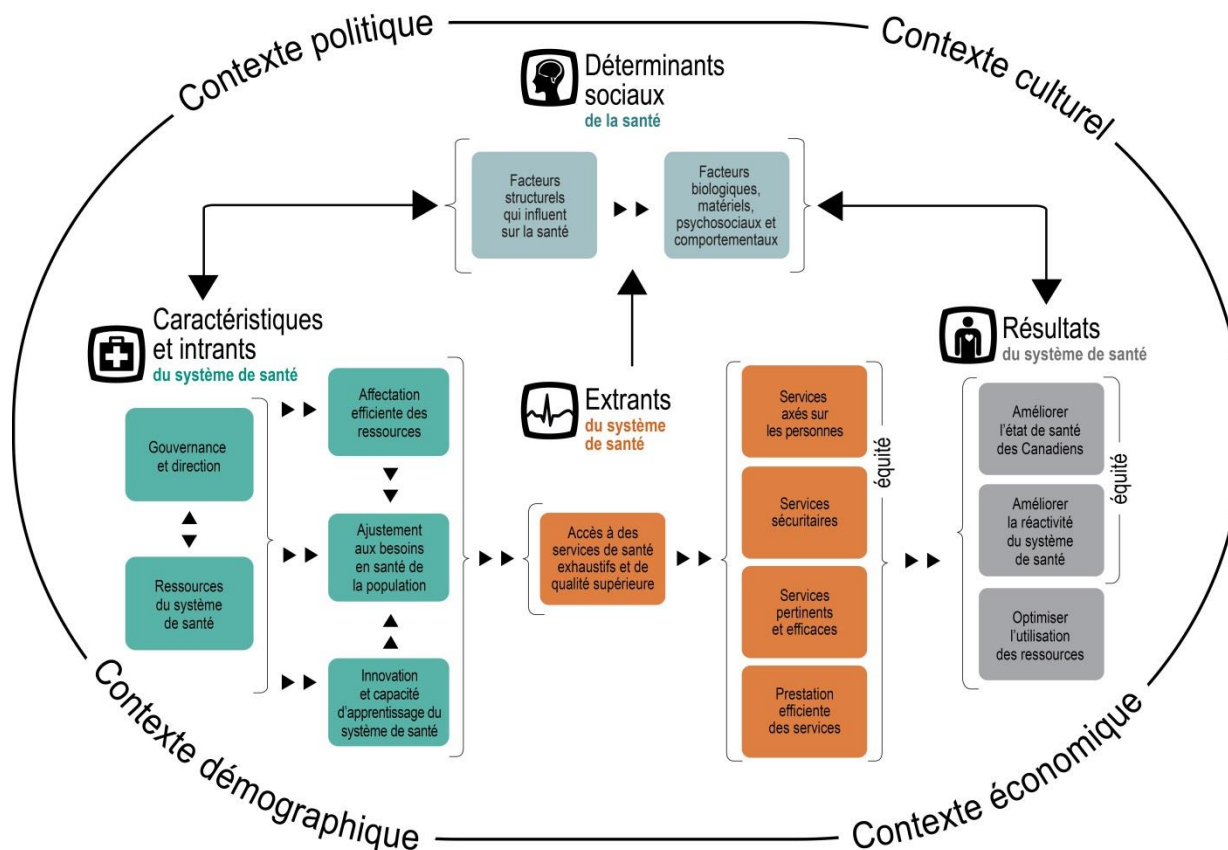 Contexte politique
Contexte culturel
Déterminants
sociaux
de la santé
Facteurs
structurels
qui influent
sur la santé
Facteurs
biologiques,
matériels,
psychosociaux et
comportementaux
Caractéristiques
et intrants
du système de santé
Gouvernance
et direction
Ressources
du système
de santé
Affectation
efficiente des
ressources
Ajustement
aux besoins
en santé de
la population
Innovation
et capacité
d'apprentissage du
système de santé
Extrants
du système
de santé
Accès à des
services de santé
exhaustifs et de
qualité supérieure
Services
axés sur
les personnes
Services
sécuritaires
Services
pertinents
et efficaces
Prestation
efficiente
des services
équité
Résultats
du système de santé
Améliorer
l'état de santé
des Canadiens
Améliorer
la réactivité
du système
de santé
Optimiser
l'utilisation
des ressources
équité
Contexte démographique
Contexte économique